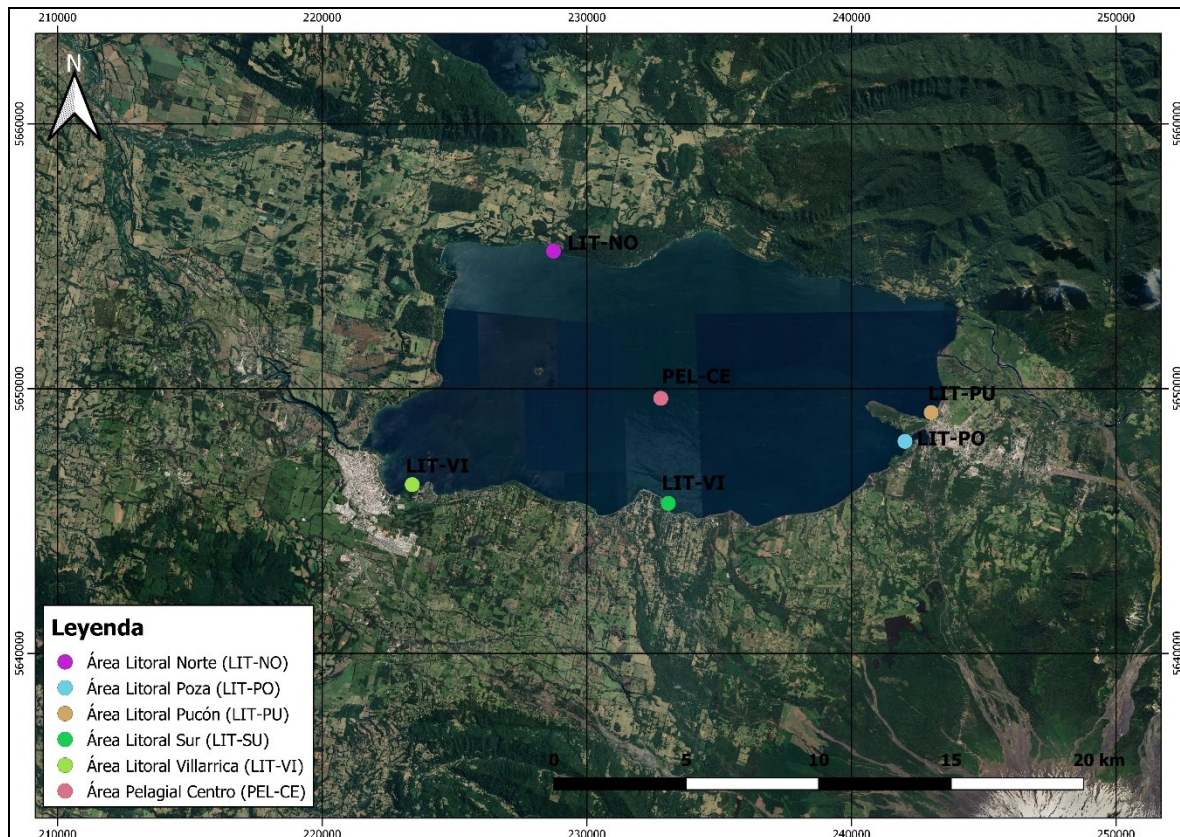 210000
220000
230000
240000
250000
N
5660000
5660000
LIT-NO
5650000
5650000
PEL-CE
LIT-PU
LIT-PO
LIT-VI
LIT-VI
5640000
5640000
Leyenda
Área Litoral Norte (LIT-NO)
Área Litoral Poza (LIT-PO)
Área Litoral Pucón (LIT-PU)
Área Litoral Sur (LIT-SU)
Área Litoral Villarrica (LIT-VI)
Área Pelagial Centro (PEL-CE)
0 5 10 15 20 km
210000
220000
230000
240000
250000